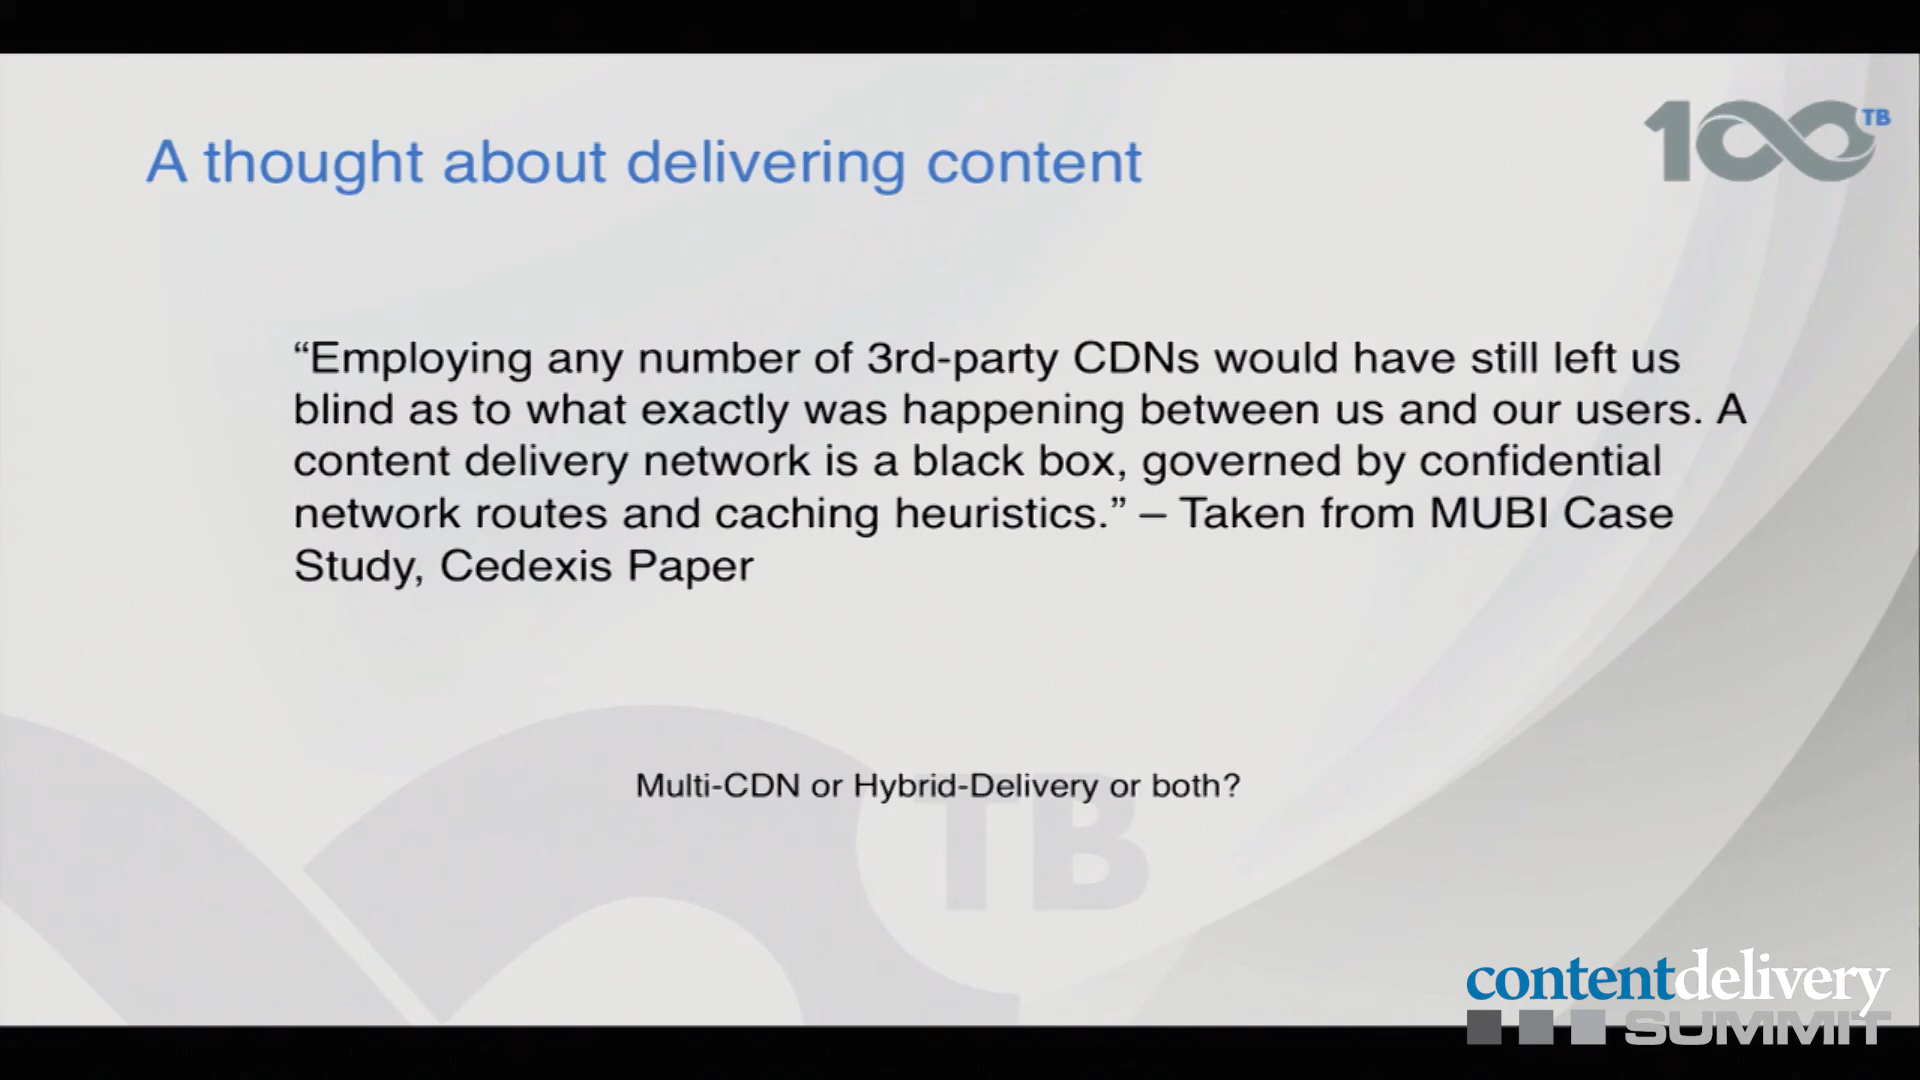 100TB
A thought about delivering content
“Employing any number of 3rd-party CDNs would have still left us
blind as to what exactly was happening between us and our users. A
content delivery network is a black box, governed by confidential
network routes and caching heuristics.” – Taken from MUBI Case
Study, Cedexis Paper
Multi-CDN or Hybrid-Delivery or both?
TB
contentdelivery
SUMMIT